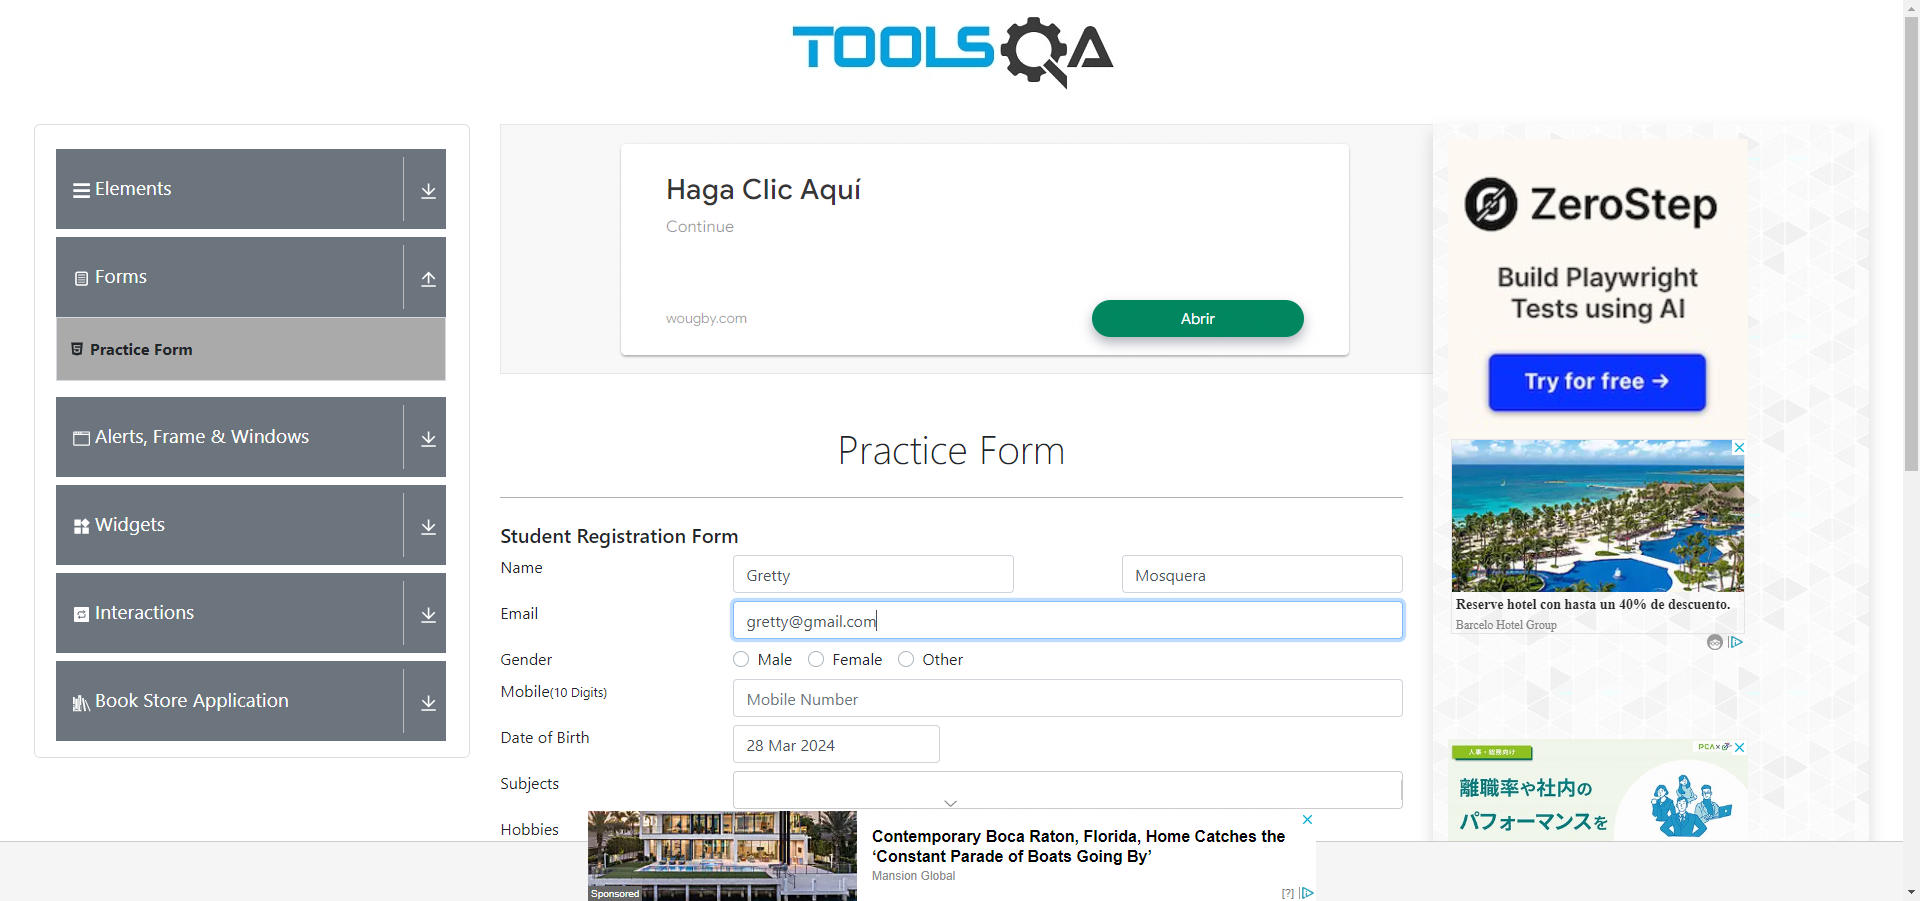 TOOLSQA
Elements
Forms
Practice Form
Alerts, Frame & Windows
Widgets
Interactions
Book Store Application
Haga Clic Aquí
Continue
wougby.com
Abrir
Practice Form
Student Registration Form
Name
Gretty
Mosquera
Email
gretty@gmail.com
Gender
Male
Female
Other
Mobile(10 Digits)
Mobile Number
Date of Birth
28 Mar 2024
Subjects
Hobbies
ZeroStep
Build Playwright
Tests using AI
Try for free →
Reserve hotel con hasta un 40% de descuento.
Barcelo Hotel Group
人事・総務向け
PCA
離職率や社内の
パフォーマンスを
Contemporary Boca Raton, Florida, Home Catches the
‘Constant Parade of Boats Going By’
Mansion Global
Sponsored
[?]